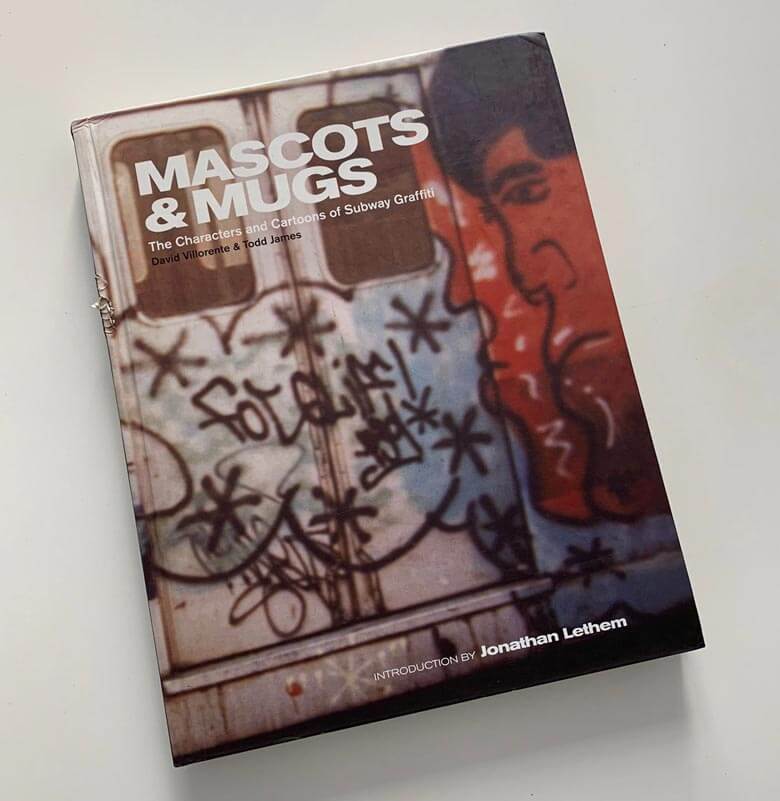 MASCOTS
& MUGS
The Characters and Cartoons of Subway Graffiti
David Villorente & Todd James
INTRODUCTION BY Jonathan Lethem